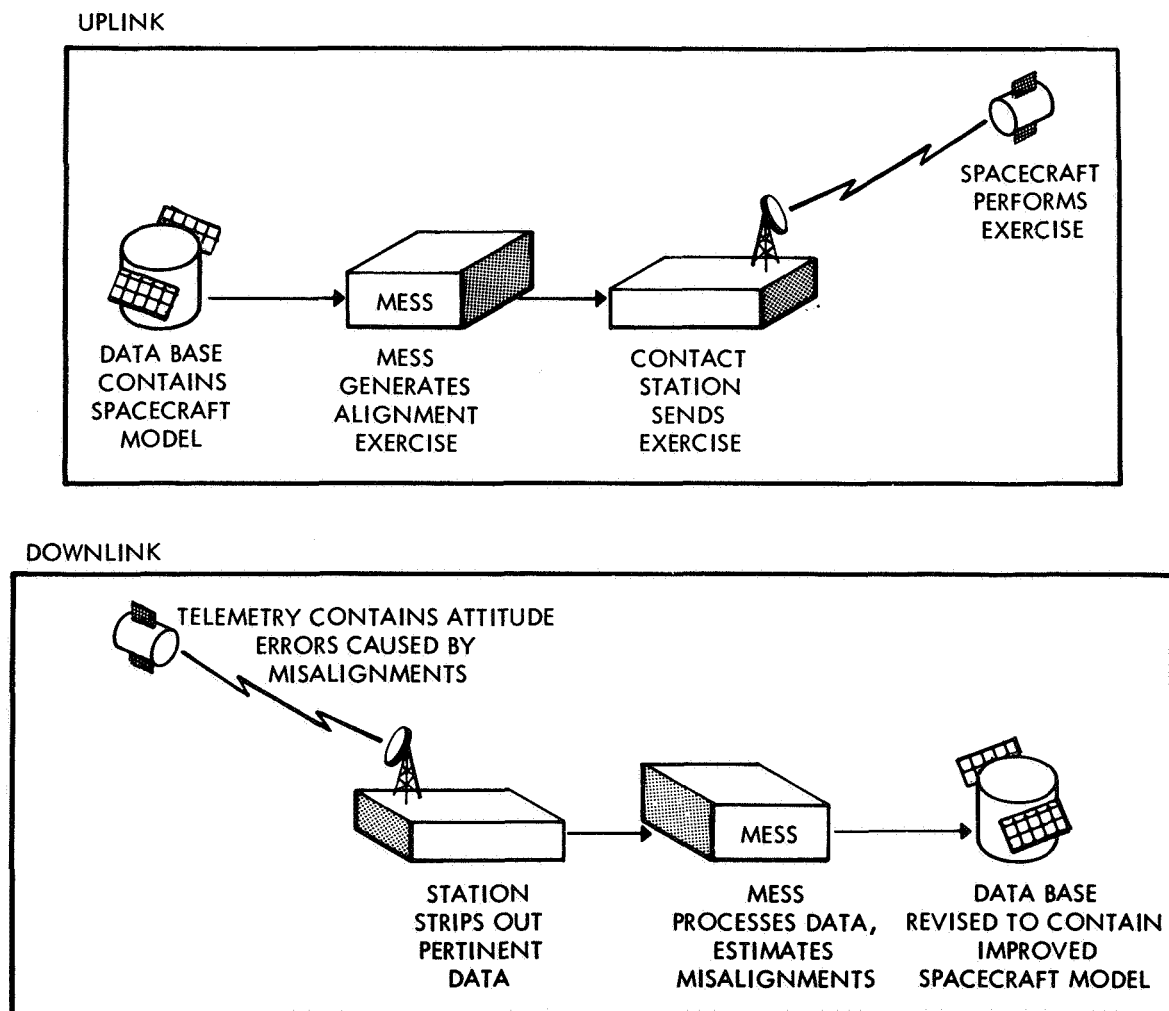 UPLINK
SPACECRAFT
PERFORMS
EXERCISE
MESS
DATA BASE
CONTAINS
SPACECRAFT
MODEL
MESS
GENERATES
ALIGNMENT
EXERCISE
CONTACT
STATION
SENDS
EXERCISE
DOWNLINK
TELEMETRY CONTAINS ATTITUDE
ERRORS CAUSED BY
MISALIGNMENTS
MESS
STATION
STRIPS OUT
PERTINENT
DATA
MESS
PROCESSES DATA,
ESTIMATES
MISALIGNMENTS
DATA BASE
REVISED TO CONTAIN
IMPROVED
SPACECRAFT MODEL